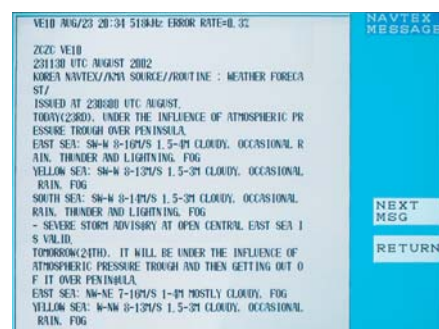 VE10 AUG/23 20:34 518kHz ERROR RATE=0.3%
NAVTEX
MESSAGE
ZCZC VE10
231130 UTC AUGUST 2002
KOREA NAVTEX//KMA SOURCE//ROUTINE : WEATHER FORECA
ST/
ISSUED AT 230800 UTC AUGUST,
TODAY(23RD). UNDER THE INFLUENCE OF ATMOSPHERIC PR
ESSURE TROUGH OVER PENINSULA,
EAST SEA: SW-W 8-16M/S 1.5-4M CLOUDY. OCCASIONAL R
AIN. THUNDER AND LIGHTNING. FOG
YELLOW SEA: SW-W 8-13M/S 1.5-3M CLOUDY. OCCASIONAL
RAIN. FOG
SOUTH SEA: SW-W 8-14M/S 1.5-3M CLOUDY. OCCASIONAL
RAIN. THUNDER AND LIGHTNING. FOG
- SEVERE STORM ADVIS@RY AT OPEN CENTRAL EAST SEA I
S VALID,
TOMORROW(24TH). IT WILL BE UNDER THE INFLUENCE OF
ATMOSPHERIC PRESSURE TROUGH AND THEN GETTING OUT O
F IT OVER PENIN@ULA,
EAST SEA: NW-NE 7-16M/S 1-4M MOSTLY CLOUDY. FOG
YELLOW SEA: W-NW 8-13M/S 1.5-3M CLOUDY. OCCASIONAL
RAIN. FOG
NEXT
MSG
RETURN